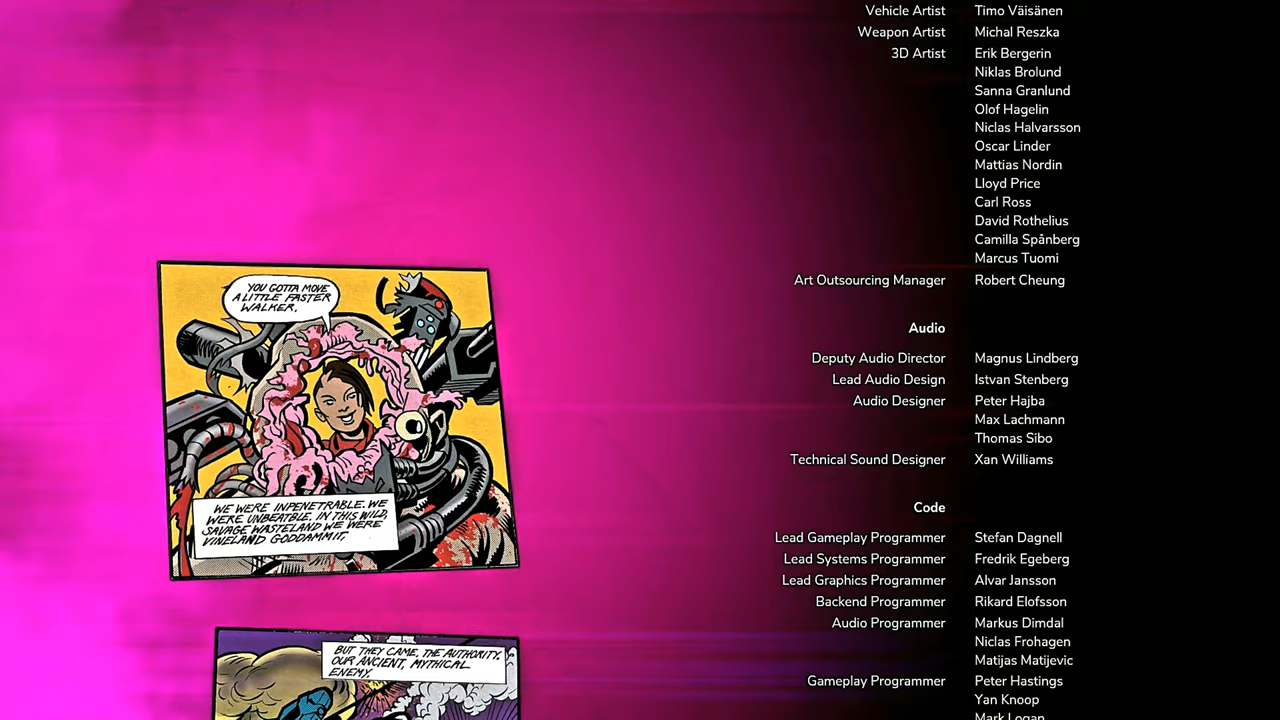 Vehicle Artist Timo Väisänen
Weapon Artist Michal Reszka
3D Artist Erik Bergerin
Niklas Brolund
Sanna Granlund
Olof Hagelin
Niclas Halvarsson
Oscar Linder
Mattias Nordin
Lloyd Price
Carl Ross
David Rothelius
Camilla Spånberg
Marcus Tuomi
Art Outsourcing Manager Robert Cheung
Audio
Deputy Audio Director Magnus Lindberg
Lead Audio Design Istvan Stenberg
Audio Designer Peter Hajba
Max Lachmann
Thomas Sibo
Technical Sound Designer Xan Williams
Code
Lead Gameplay Programmer Stefan Dagnell
Lead Systems Programmer Fredrik Egeberg
Lead Graphics Programmer Alvar Jansson
Backend Programmer Rikard Elofsson
Audio Programmer Markus Dimdal
Niclas Frohagen
Matijas Matijevic
Gameplay Programmer Peter Hastings
Yan Knoop
Mark Logan
YOU GOTTA MOVE
A LITTLE FASTER
WALKER.
WE WERE INPENETRABLE. WE
WERE UNBEATBLE. IN THIS WILD,
SAVAGE WASTELAND WE WERE
VINELAND GODDAMMIT.
BUT THEY CAME, THE AUTHORITY.
OUR ANCIENT, MYTHICAL
ENEMY.